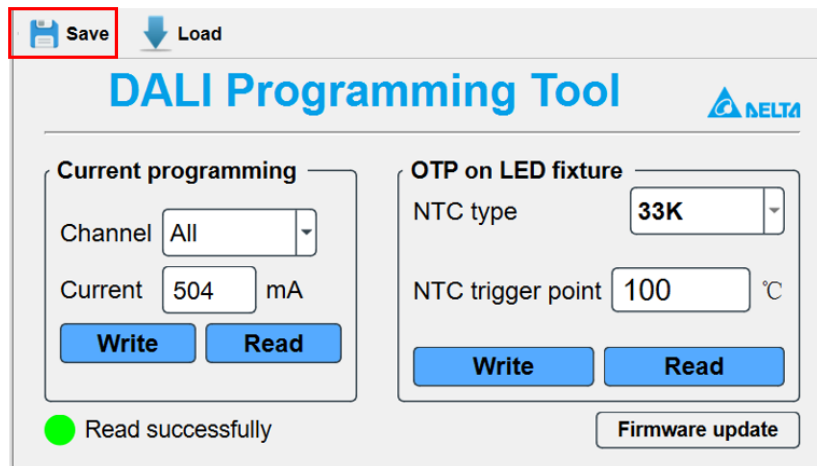 Save Load
DALI Programming Tool
DELTA
Current programming
Channel All
Current 504 mA
Write Read
OTP on LED fixture
NTC type 33K
NTC trigger point 100 ℃
Write Read
Read successfully
Firmware update